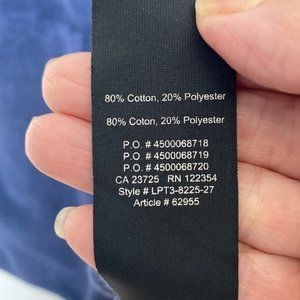 80% Cotton, 20% Polyester
80% Coton, 20% Polyester
P.O. # 4500068718
P.O. # 4500068719
P.O. # 4500068720
CA 23725 RN 122354
Style # LPT3-8225-27
Article # 62955